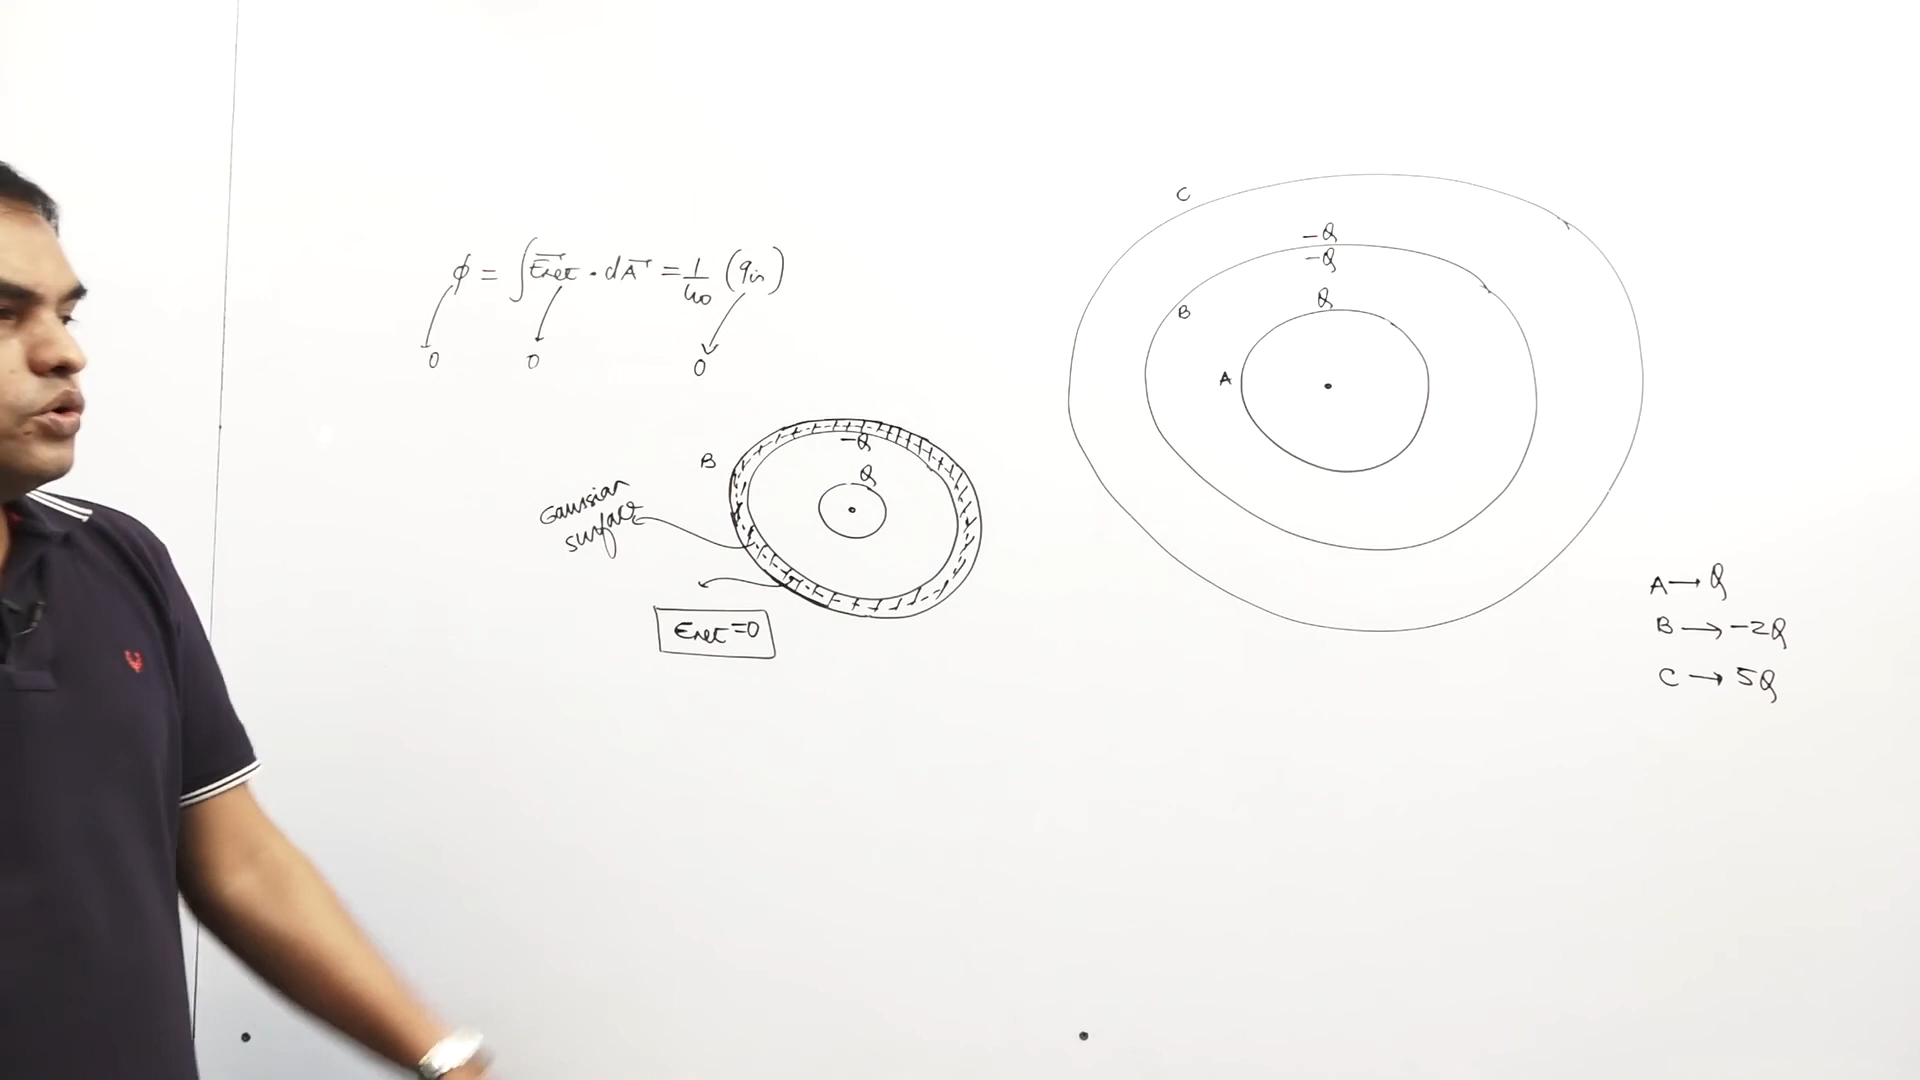 ϕ = ∫E⃗net · dA⃗ = 1/ϵ0 (qin)
0 0 0
B
-Q
Q
Gaussian
surface
Enet=0
C
-Q
-Q
B
Q
A
A → Q
B → -2Q
C → 5Q